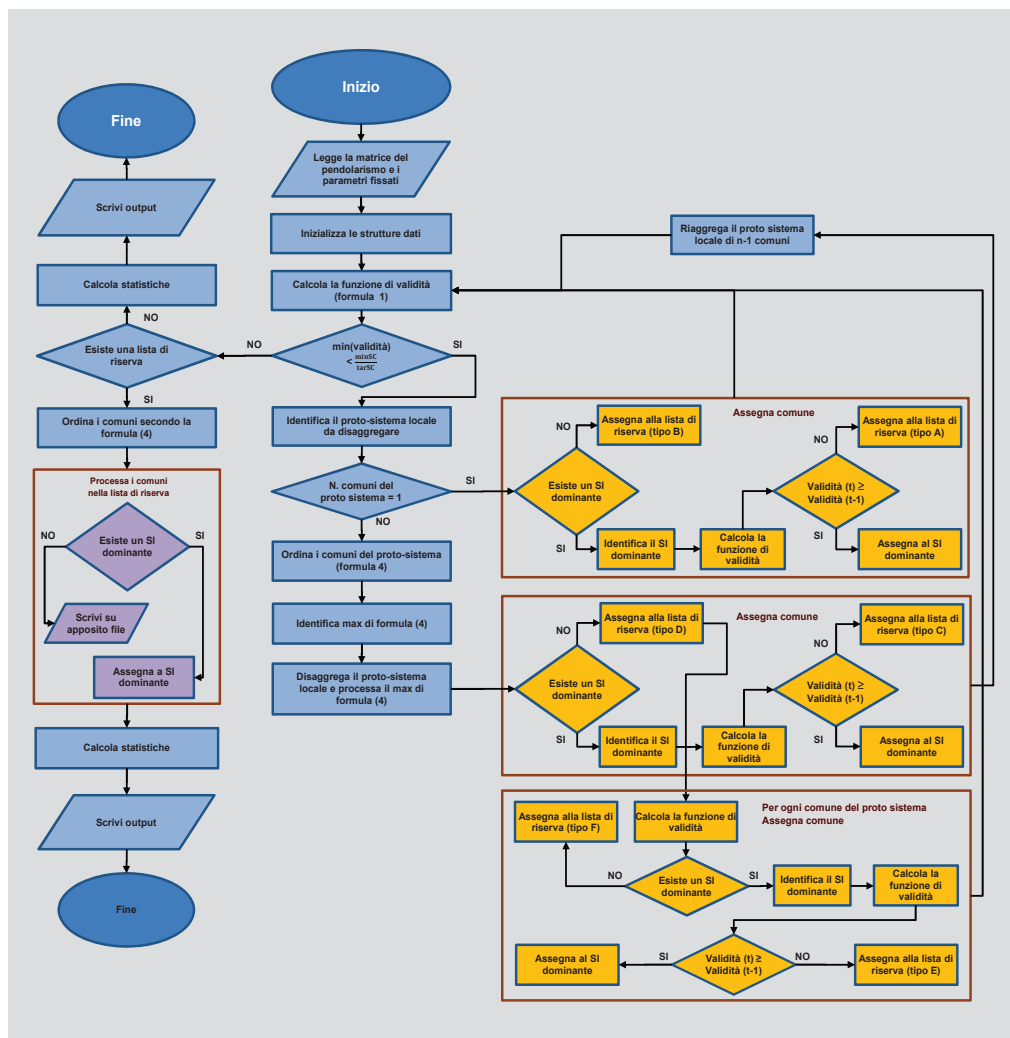 Inizio
Legge la matrice del
pendolarismo e i
parametri fissati
Inizializza le strutture dati
Calcola la funzione di validità
(formula 1)
min(validità)
< minSC
tarSC
NO
SI
Fine
Scrivi output
Calcola statistiche
NO
Esiste una lista di
riserva
SI
Ordina i comuni secondo la
formula (4)
Processa i comuni
nella lista di riserva
NO
Esiste un SI
dominante
SI
Scrivi su
apposito file
Assegna a SI
dominante
Calcola statistiche
Scrivi output
Fine
Identifica il proto-sistema locale
da disaggregare
N. comuni del
proto sistema = 1
SI
NO
Ordina i comuni del proto-sistema
(formula 4)
Identifica max di formula (4)
Disaggrega il proto-sistema
locale e processa il max di
formula (4)
Riaggrega il proto sistema
locale di n-1 comuni
Assegna comune
NO
Assegna alla lista di
riserva (tipo B)
Esiste un SI
dominante
SI
Identifica il SI
dominante
Calcola la
funzione di
validità
NO
Assegna alla lista di
riserva (tipo A)
Validità (t) ≥
Validità (t-1)
SI
Assegna al SI
dominante
Assegna comune
NO
Assegna alla lista di
riserva (tipo D)
Esiste un SI
dominante
SI
Identifica il SI
dominante
Calcola la
funzione di
validità
NO
Assegna alla lista di
riserva (tipo C)
Validità (t) ≥
Validità (t-1)
SI
Assegna al SI
dominante
Per ogni comune del proto sistema
Assegna comune
Assegna alla lista di
riserva (tipo F)
Calcola la funzione di
validità
NO
Esiste un SI
dominante
SI
Identifica il SI
dominante
Calcola la
funzione di
validità
Assegna al SI
dominante
SI
Validità (t) ≥
Validità (t-1)
NO
Assegna alla lista di
riserva (tipo E)